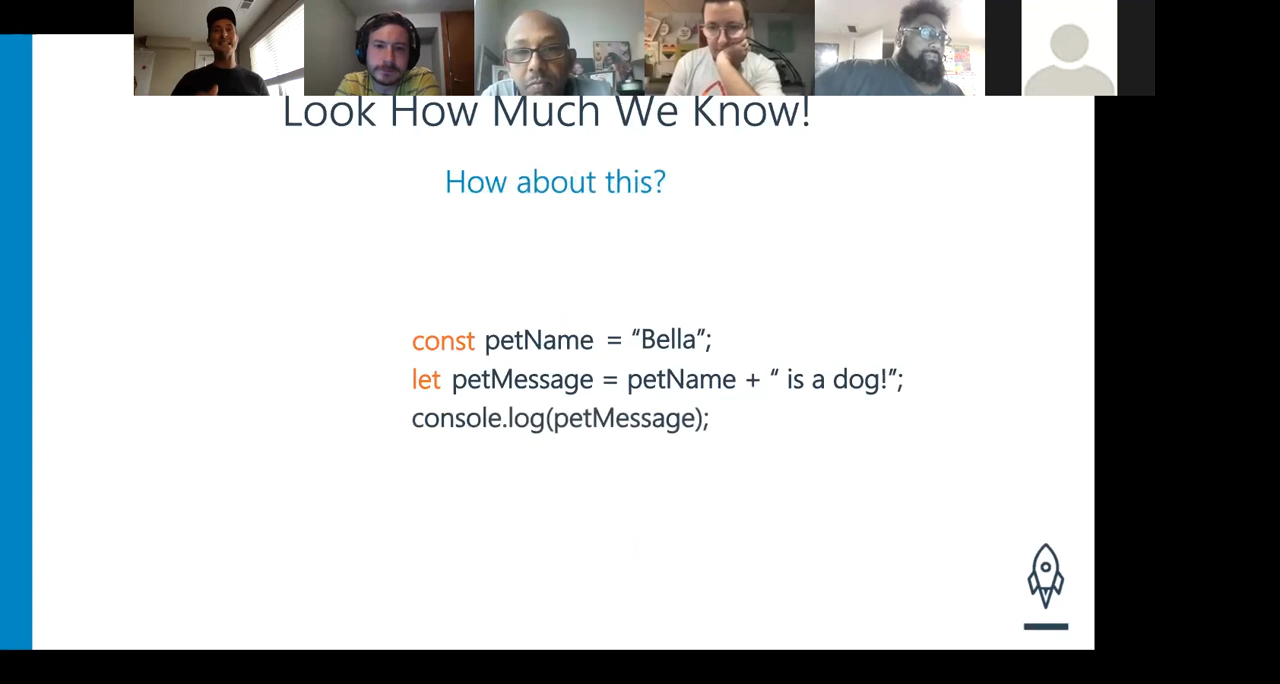 Look How Much We Know!
How about this?
const petName = “Bella”;
let petMessage = petName + “ is a dog!”;
console.log(petMessage);